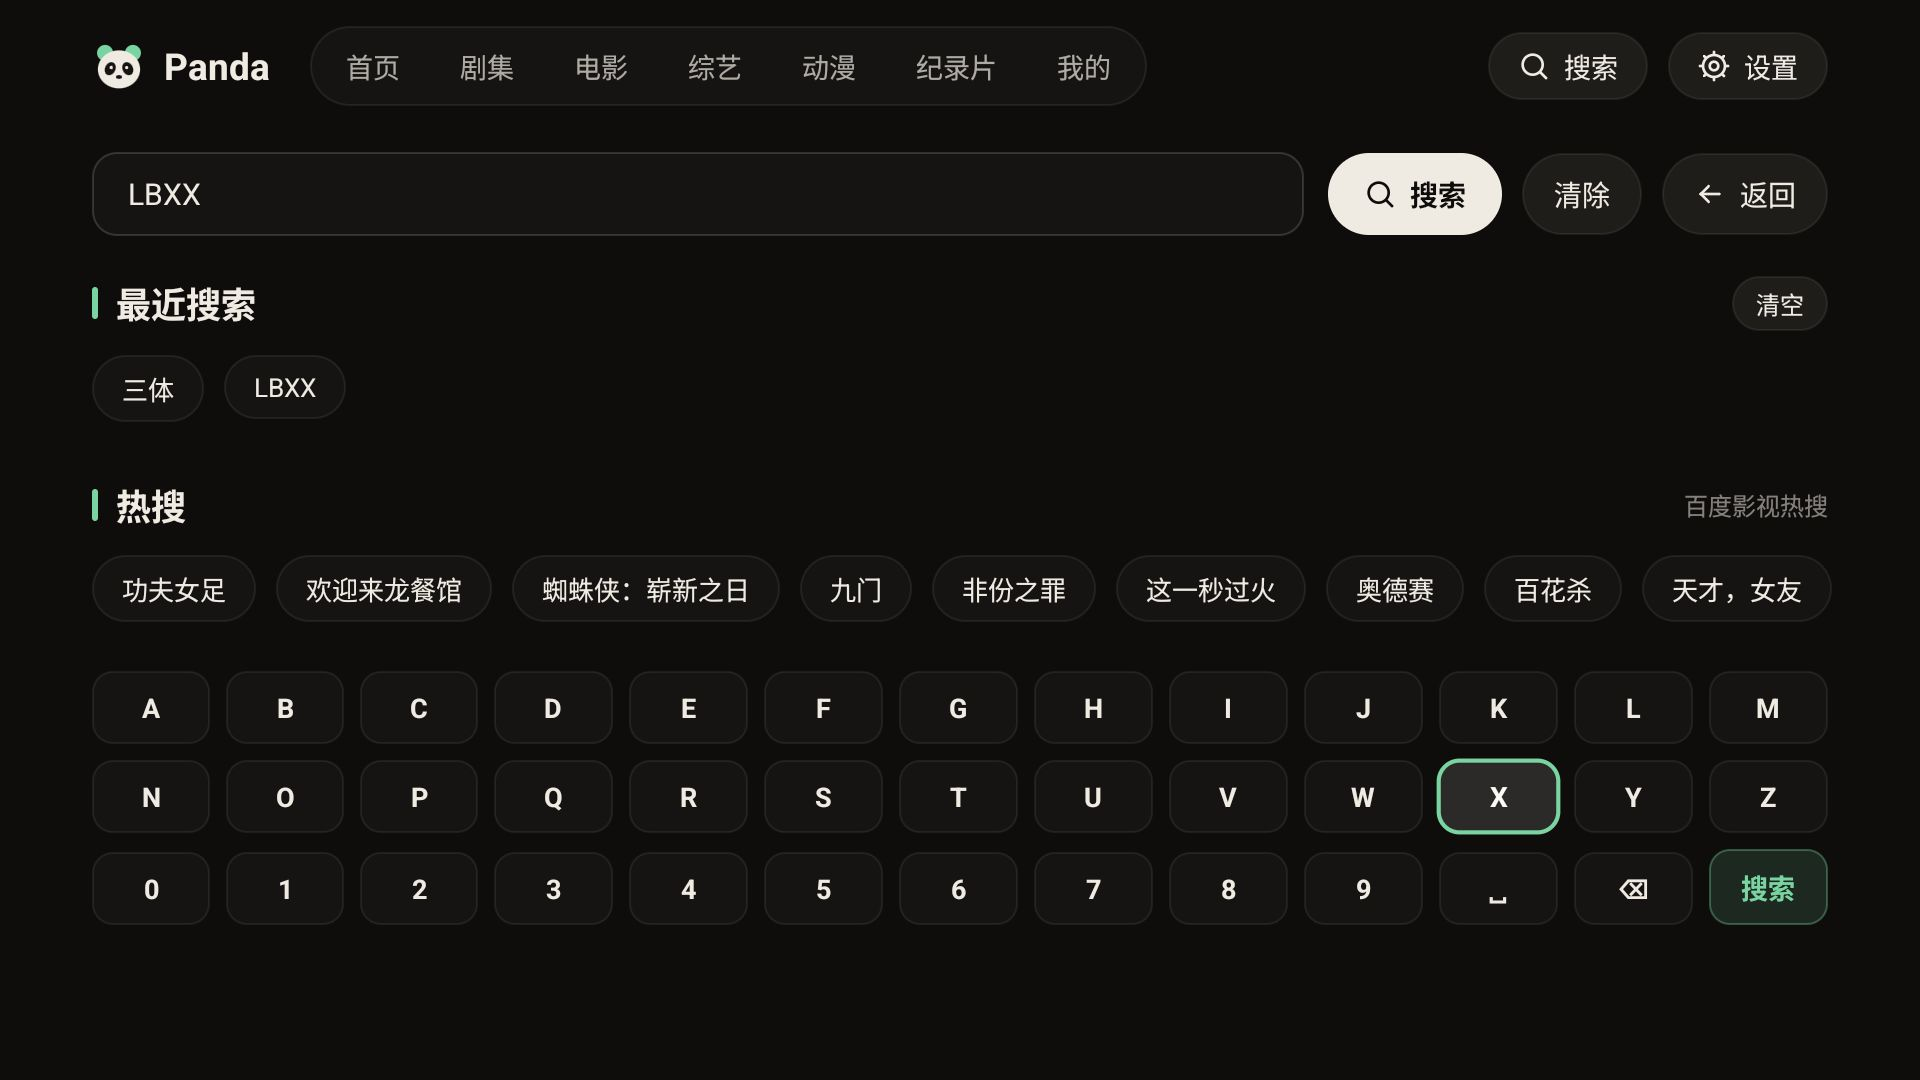 Panda 首页 剧集 电影 综艺 动漫 纪录片 我的 搜索 设置
LBXX 搜索 清除 返回
最近搜索 清空
三体 LBXX
热搜 百度影视热搜
功夫女足 欢迎来龙餐馆 蜘蛛侠：崭新之日 九门 非份之罪 这一秒过火 奥德赛 百花杀 天才，女友
A B C D E F G H I J K L M
N O P Q R S T U V W X Y Z
0 1 2 3 4 5 6 7 8 9 ␣ ⌫ 搜索